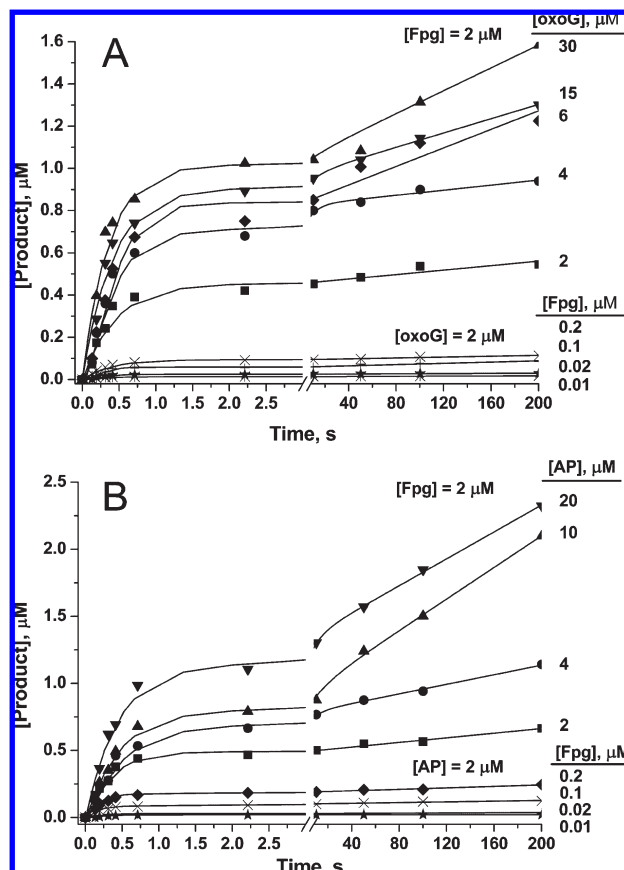 [oxoG], µM
A
[Fpg] = 2 µM
30
15
6
4
2
[Product], µM
1.6
1.4
1.2
1.0
0.8
0.6
0.4
0.2
0.0
[oxoG] = 2 µM
[Fpg], µM
0.2
0.1
0.02
0.01
0.0 0.5 1.0 1.5 2.0 2.5 40 80 120 160 200
Time, s
B
[Fpg] = 2 µM
[AP], µM
20
10
4
2
[Product], µM
2.5
2.0
1.5
1.0
0.5
0.0
[AP] = 2 µM
[Fpg], µM
0.2
0.1
0.02
0.01
0.0 0.5 1.0 1.5 2.0 2.5 40 80 120 160 200
Time, s